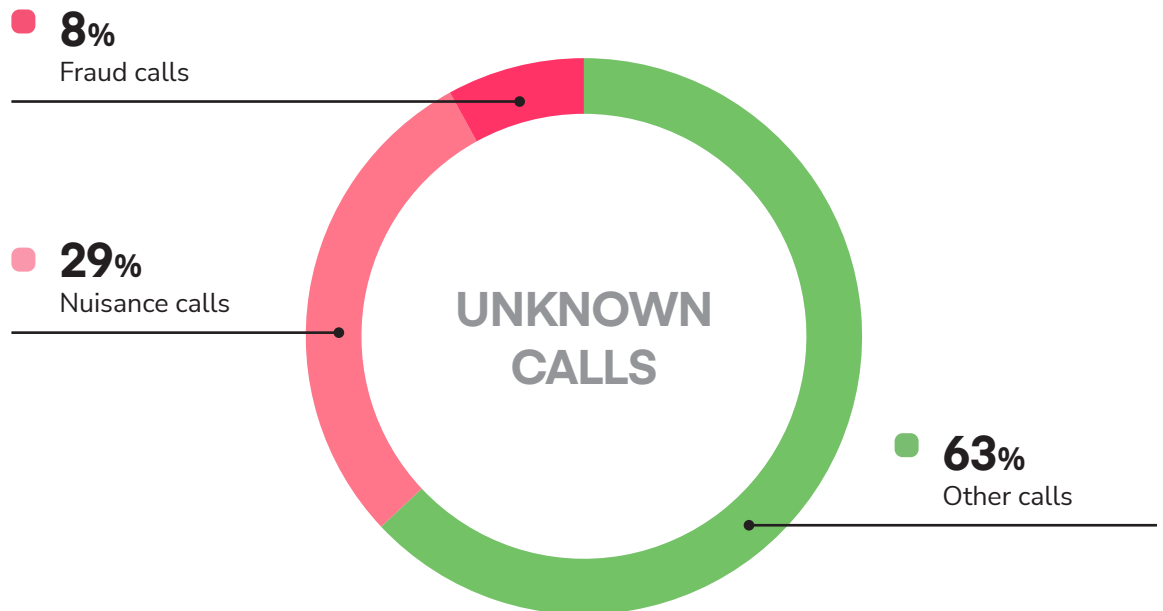 8%
Fraud calls
29%
Nuisance calls
UNKNOWN
CALLS
63%
Other calls